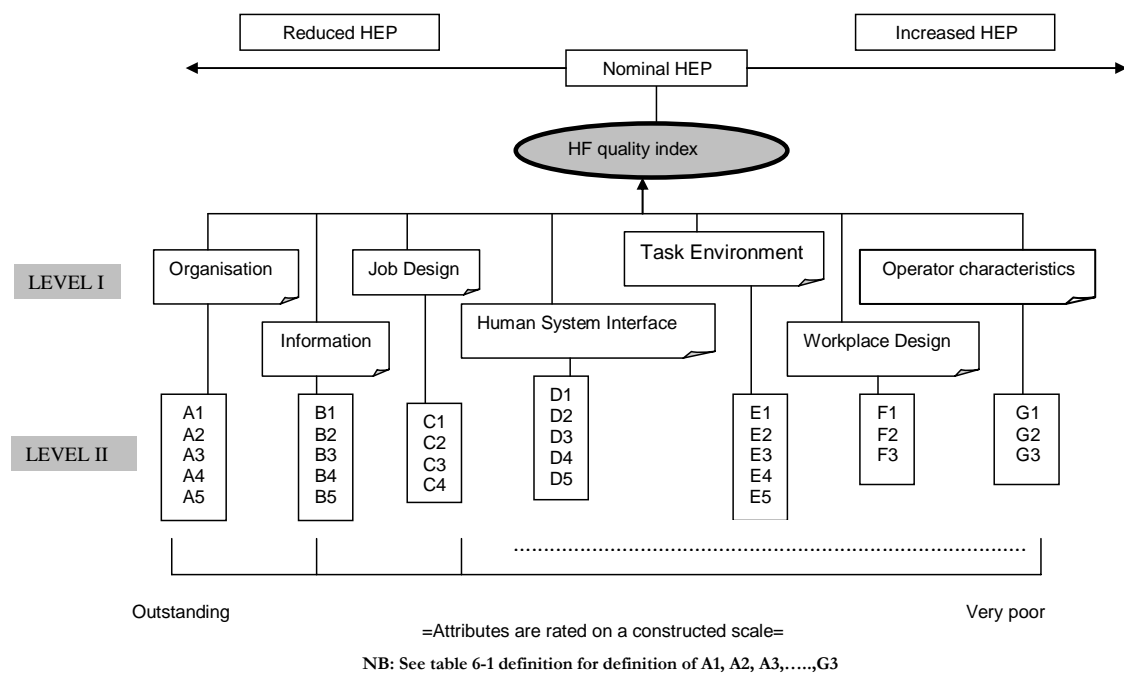 Reduced HEP
Increased HEP
Nominal HEP
HF quality index
Organisation
Job Design
Task Environment
Operator characteristics
LEVEL I
Information
Human System Interface
Workplace Design
LEVEL II
A1
A2
A3
A4
A5
B1
B2
B3
B4
B5
C1
C2
C3
C4
D1
D2
D3
D4
D5
E1
E2
E3
E4
E5
F1
F2
F3
G1
G2
G3
Outstanding
Very poor
=Attributes are rated on a constructed scale=
NB: See table 6-1 definition for definition of A1, A2, A3,.....,G3